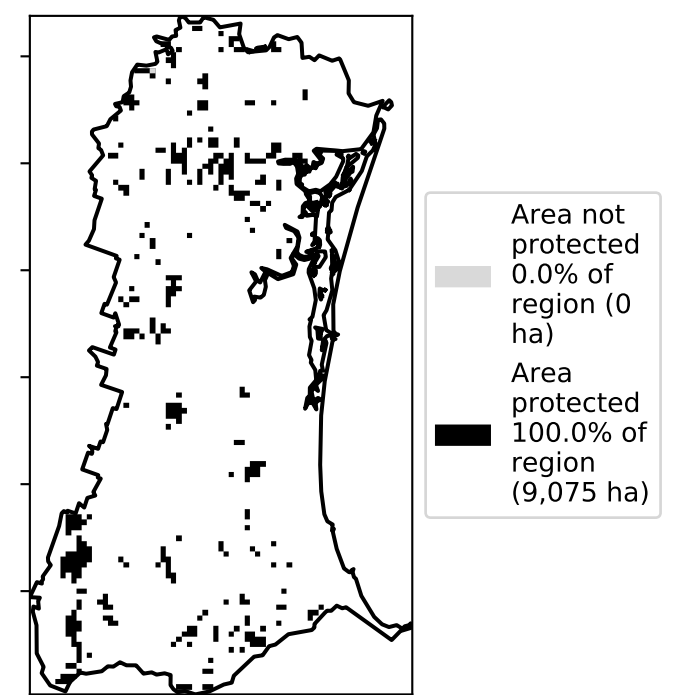 Area not
protected
0.0% of
region (0
ha)
Area
protected
100.0% of
region
(9,075 ha)